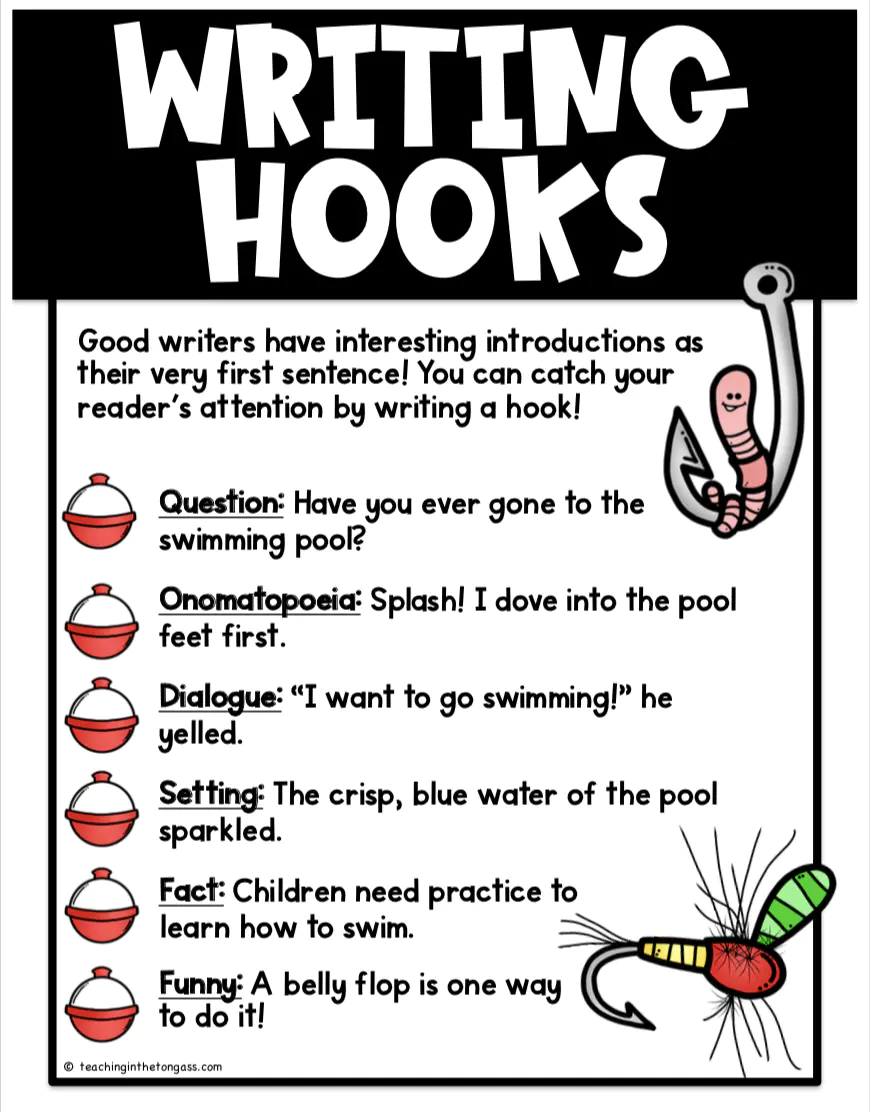 WRITING
HOOKS
Good writers have interesting introductions as
their very first sentence! You can catch your
reader's attention by writing a hook!
Question: Have you ever gone to the
swimming pool?
Onomatopoeia: Splash! I dove into the pool
feet first.
Dialogue: “I want to go swimming!” he
yelled.
Setting: The crisp, blue water of the pool
sparkled.
Fact: Children need practice to
learn how to swim.
Funny: A belly flop is one way
to do it!
© teachinginthetongass.com